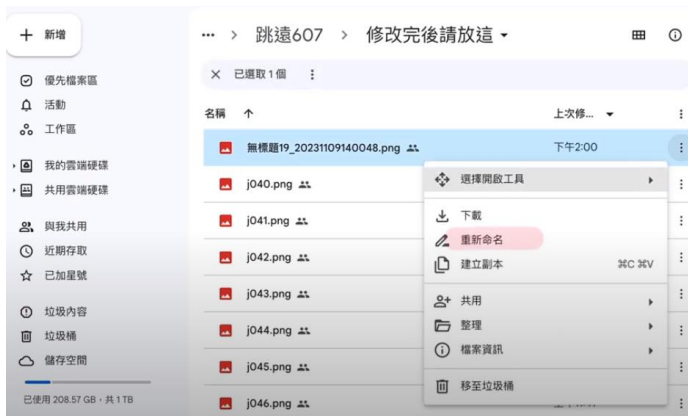 新增
優先檔案區
活動
工作區
我的雲端硬碟
共用雲端硬碟
與我共用
近期存取
已加星號
垃圾內容
垃圾桶
儲存空間
已使用 208.57 GB，共 1 TB
••• > 跳遠607 > 修改完後請放這
已選取 1 個
名稱
上次修...
無標題19_20231109140048.png
下午2:00
j040.png
j041.png
j042.png
j043.png
j044.png
j045.png
j046.png
選擇開啟工具
下載
重新命名
建立副本 ⌘C ⌘V
共用
整理
檔案資訊
移至垃圾桶